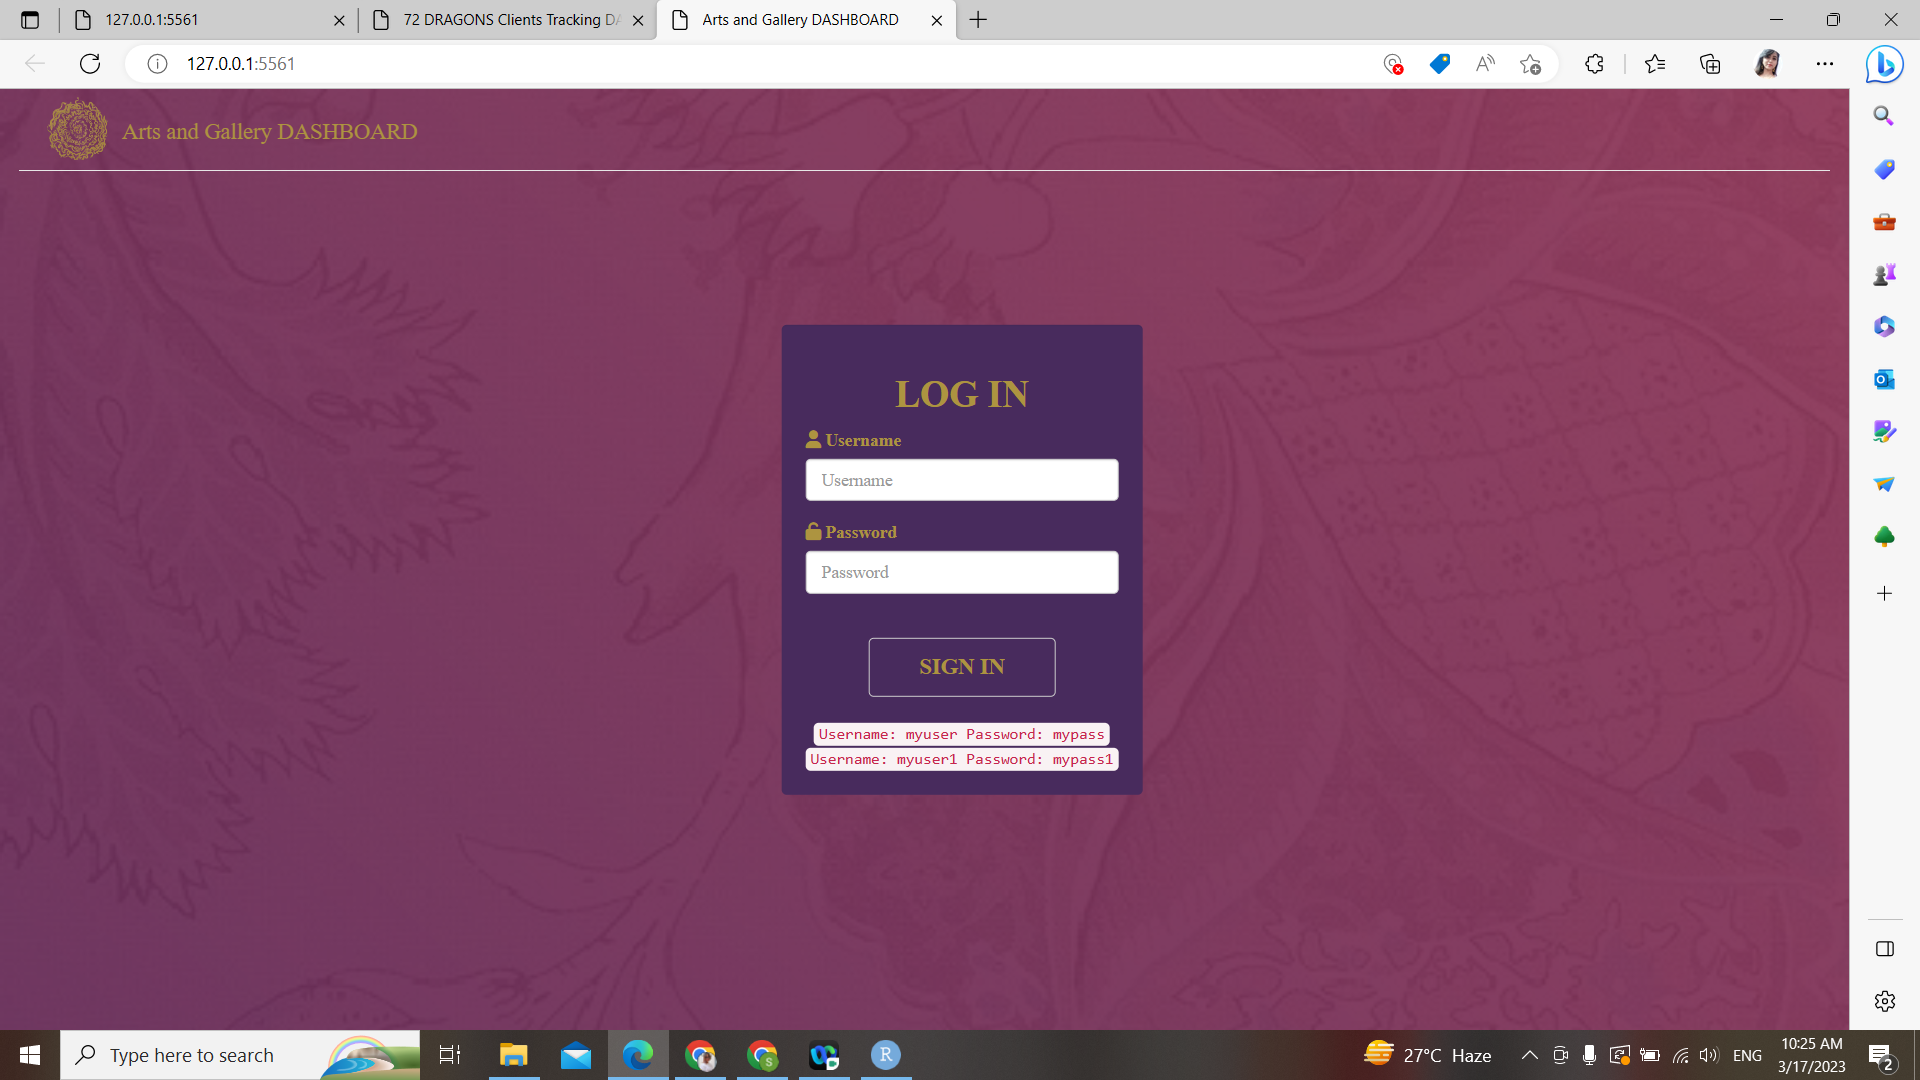 127.0.0.1:5561
72 DRAGONS Clients Tracking DA
Arts and Gallery DASHBOARD
127.0.0.1:5561
Arts and Gallery DASHBOARD
LOG IN
Username
Username
Password
Password
SIGN IN
Username: myuser Password: mypass
Username: myuser1 Password: mypass1
Type here to search
27°C Haze
ENG
10:25 AM
3/17/2023
2